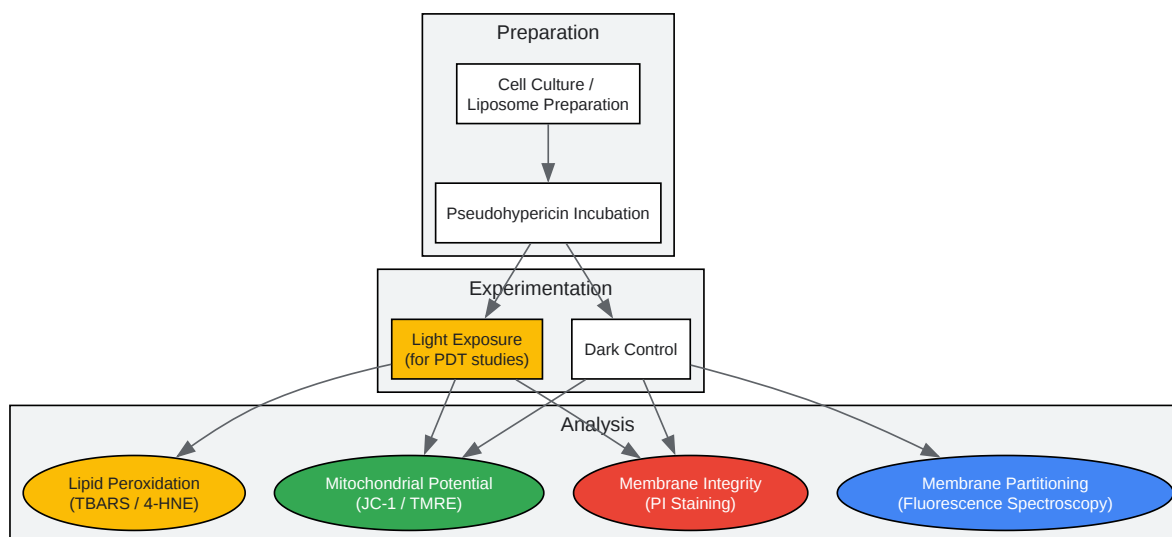 Preparation
Cell Culture /
Liposome Preparation
Pseudohypericin Incubation
Experimentation
Light Exposure
(for PDT studies)
Dark Control
Analysis
Lipid Peroxidation
(TBARS / 4-HNE)
Mitochondrial Potential
(JC-1 / TMRE)
Membrane Integrity
(PI Staining)
Membrane Partitioning
(Fluorescence Spectroscopy)